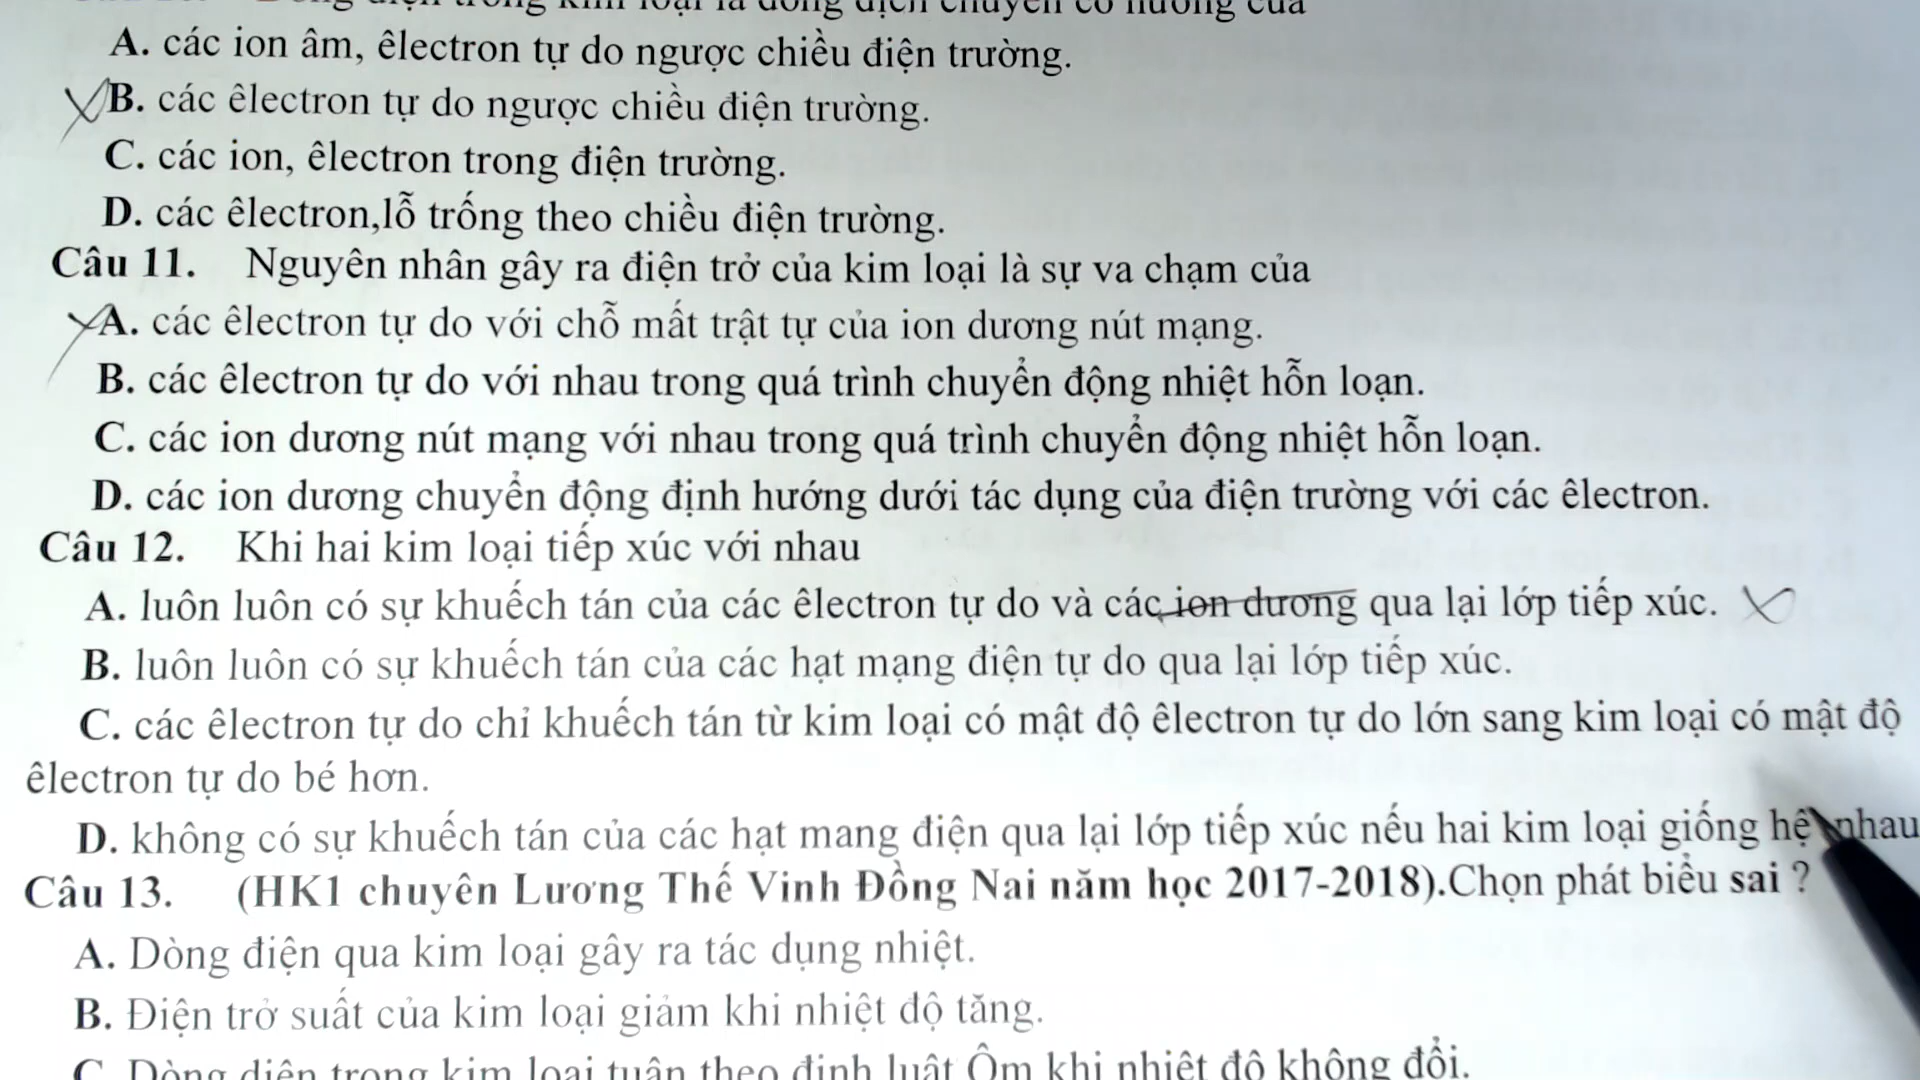 Dòng điện trong kim loại là dòng dịch chuyển có hướng của
A. các ion âm, êlectron tự do ngược chiều điện trường.
B. các êlectron tự do ngược chiều điện trường.
C. các ion, êlectron trong điện trường.
D. các êlectron,lỗ trống theo chiều điện trường.
Câu 11. Nguyên nhân gây ra điện trở của kim loại là sự va chạm của
A. các êlectron tự do với chỗ mất trật tự của ion dương nút mạng.
B. các êlectron tự do với nhau trong quá trình chuyển động nhiệt hỗn loạn.
C. các ion dương nút mạng với nhau trong quá trình chuyển động nhiệt hỗn loạn.
D. các ion dương chuyển động định hướng dưới tác dụng của điện trường với các êlectron.
Câu 12. Khi hai kim loại tiếp xúc với nhau
A. luôn luôn có sự khuếch tán của các êlectron tự do và các ion dương qua lại lớp tiếp xúc.
B. luôn luôn có sự khuếch tán của các hạt mạng điện tự do qua lại lớp tiếp xúc.
C. các êlectron tự do chỉ khuếch tán từ kim loại có mật độ êlectron tự do lớn sang kim loại có mật độ
êlectron tự do bé hơn.
D. không có sự khuếch tán của các hạt mang điện qua lại lớp tiếp xúc nếu hai kim loại giống hệt nhau
Câu 13. (HK1 chuyên Lương Thế Vinh Đồng Nai năm học 2017-2018).Chọn phát biểu sai ?
A. Dòng điện qua kim loại gây ra tác dụng nhiệt.
B. Điện trở suất của kim loại giảm khi nhiệt độ tăng.
C. Dòng điện trong kim loại tuân theo định luật Ôm khi nhiệt độ không đổi.